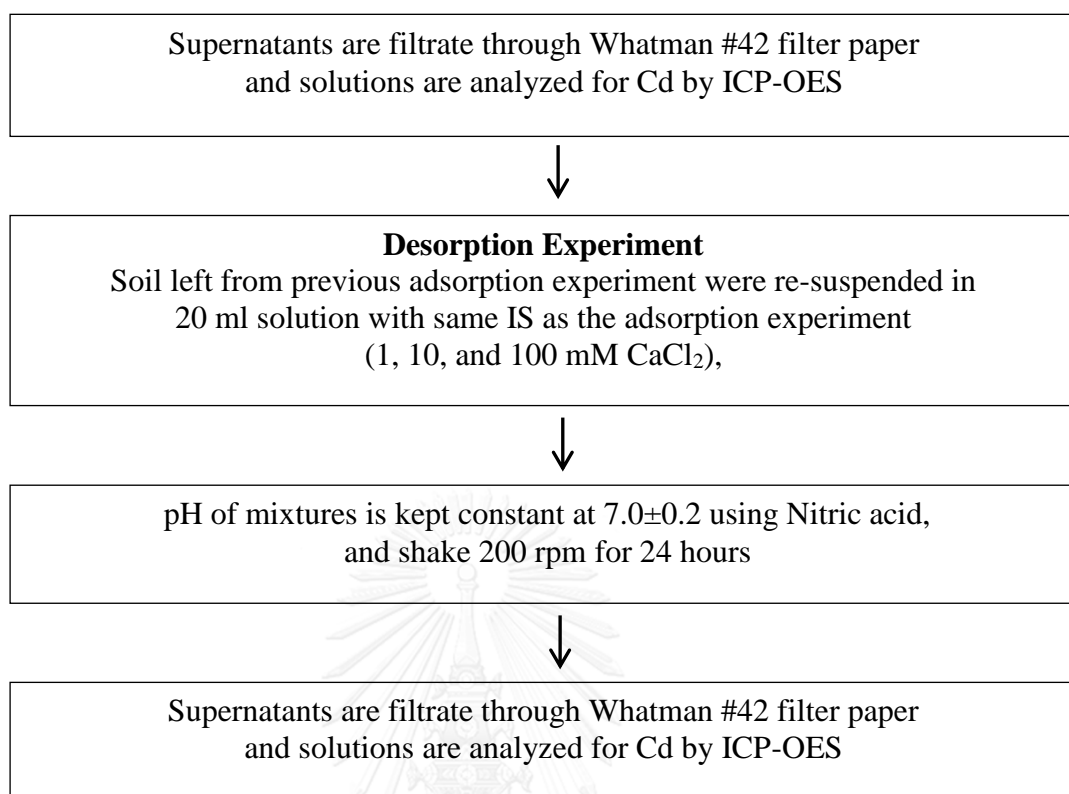 Supernatants are filtrate through Whatman #42 filter paper
and solutions are analyzed for Cd by ICP-OES
Desorption Experiment
Soil left from previous adsorption experiment were re-suspended in
20 ml solution with same IS as the adsorption experiment
(1, 10, and 100 mM CaCl₂),
pH of mixtures is kept constant at 7.0±0.2 using Nitric acid,
and shake 200 rpm for 24 hours
Supernatants are filtrate through Whatman #42 filter paper
and solutions are analyzed for Cd by ICP-OES